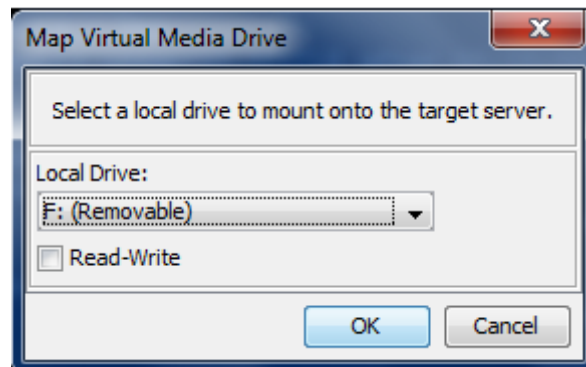 Map Virtual Media Drive
Select a local drive to mount onto the target server.
Local Drive:
F: (Removable)
Read-Write
OK Cancel